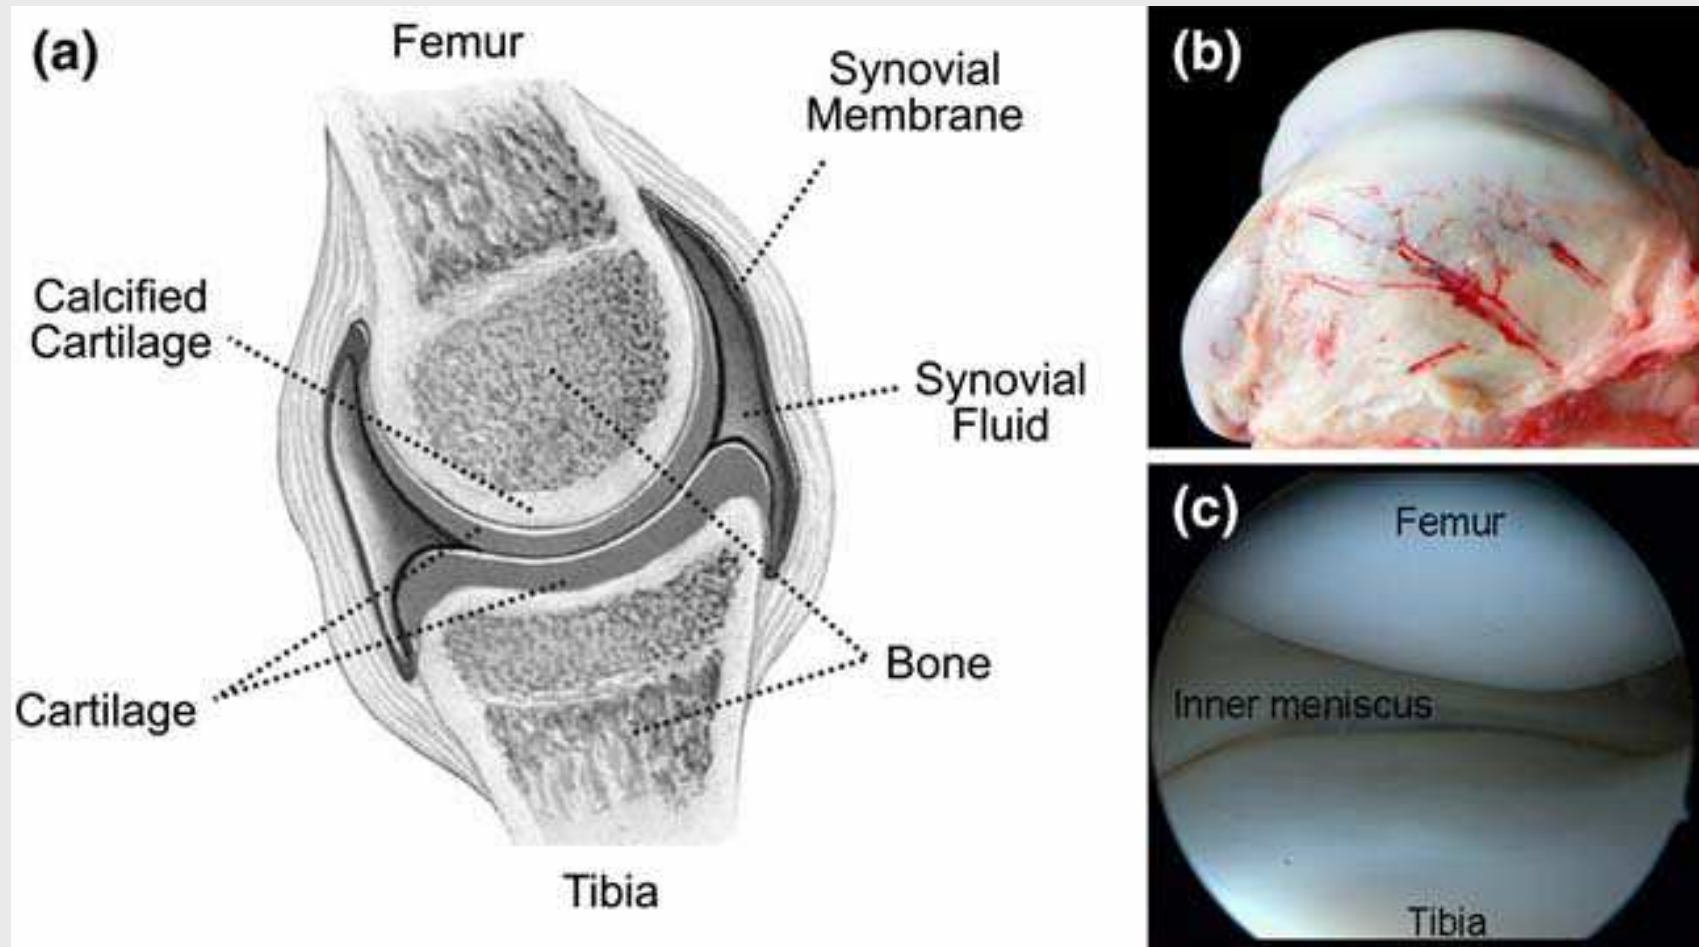 (a)
Femur
Synovial
Membrane
Calcified
Cartilage
Synovial
Fluid
Bone
Cartilage
Tibia
(b)
(c)
Femur
Inner meniscus
Tibia